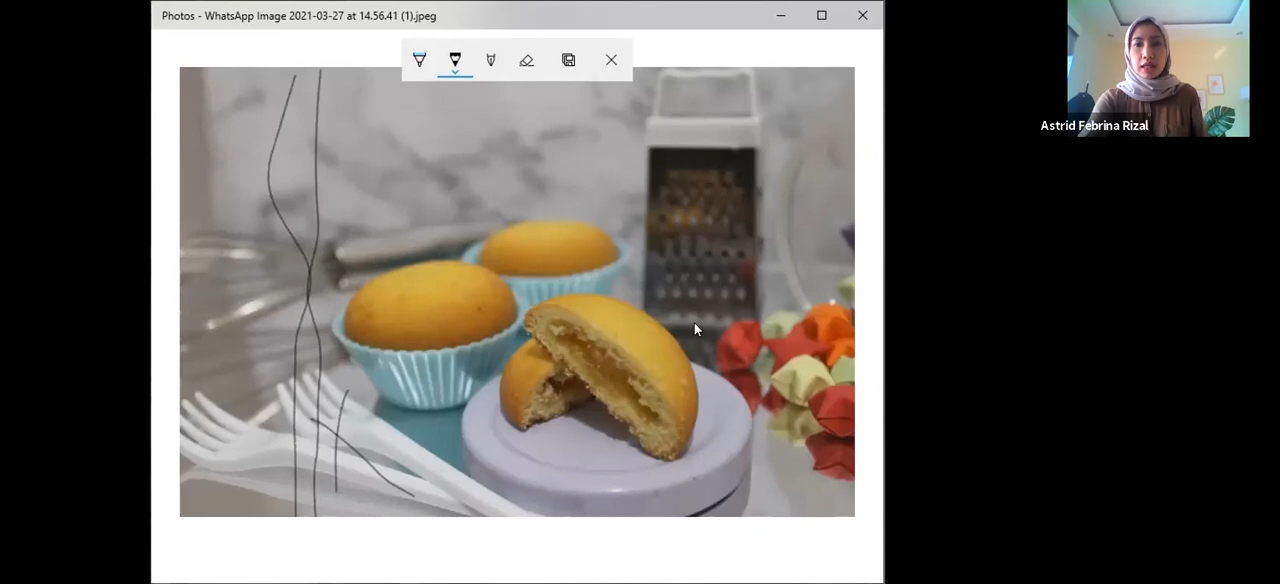 Photos - WhatsApp Image 2021-03-27 at 14.56.41 (1).jpeg
Astrid Febrina Rizal